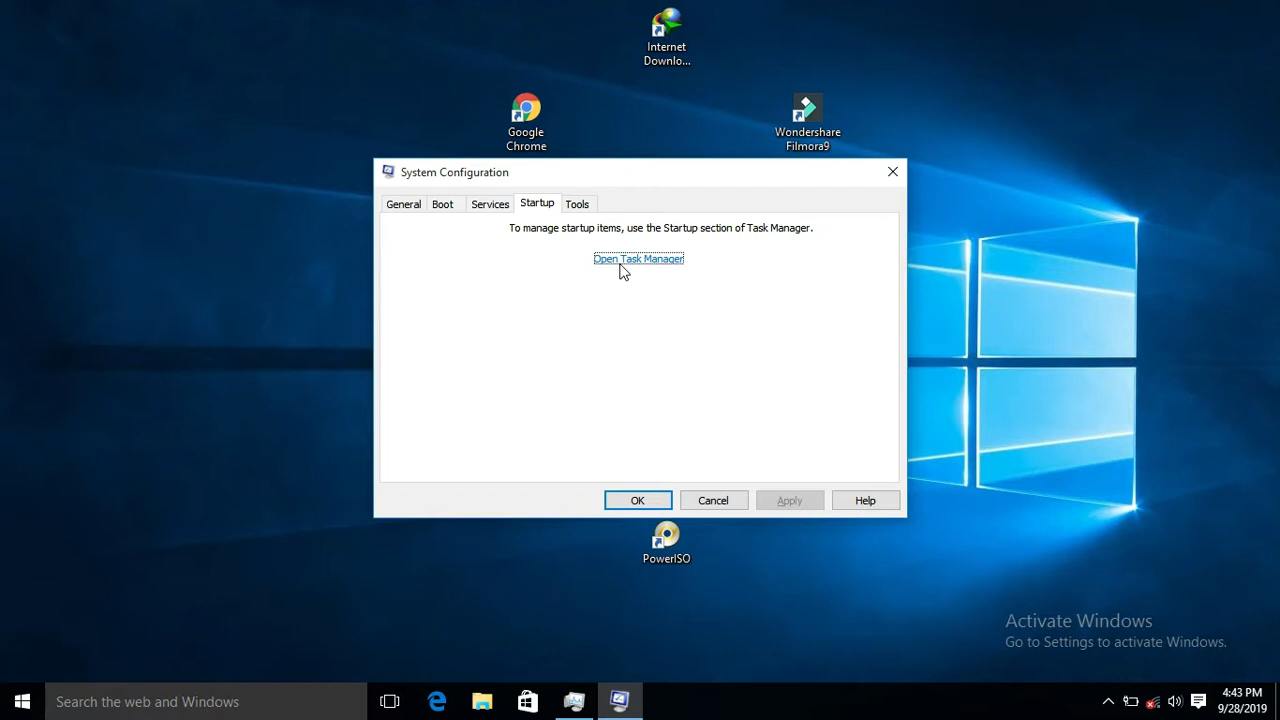 Internet
Downlo...
Google
Chrome
Wondershare
Filmora9
System Configuration
General Boot Services Startup Tools
To manage startup items, use the Startup section of Task Manager.
Open Task Manager
OK Cancel Apply Help
PowerISO
Activate Windows
Go to Settings to activate Windows.
Search the web and Windows
4:43 PM
9/28/2019